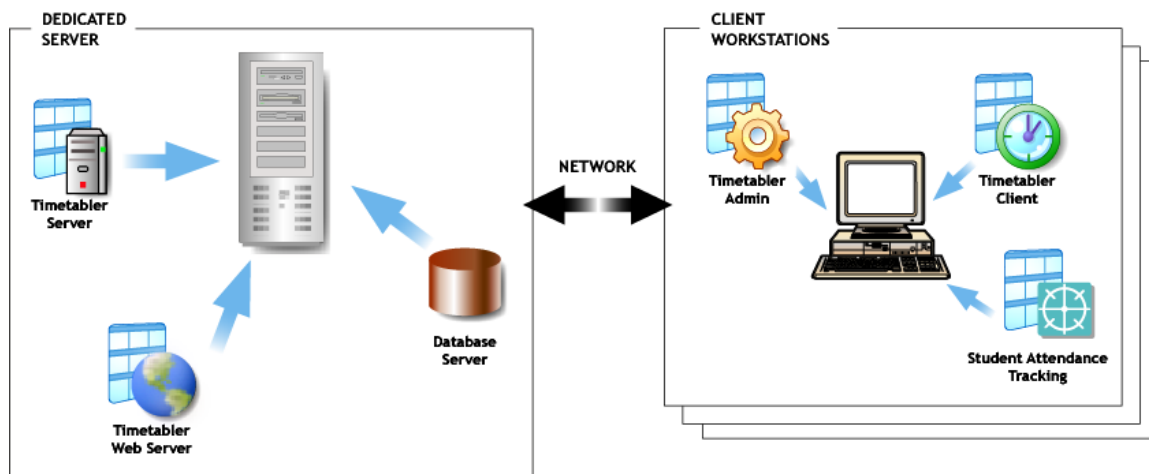 DEDICATED
SERVER
Timetabler
Server
Timetabler
Web Server
Database
Server
NETWORK
CLIENT
WORKSTATIONS
Timetabler
Admin
Timetabler
Client
Student Attendance
Tracking